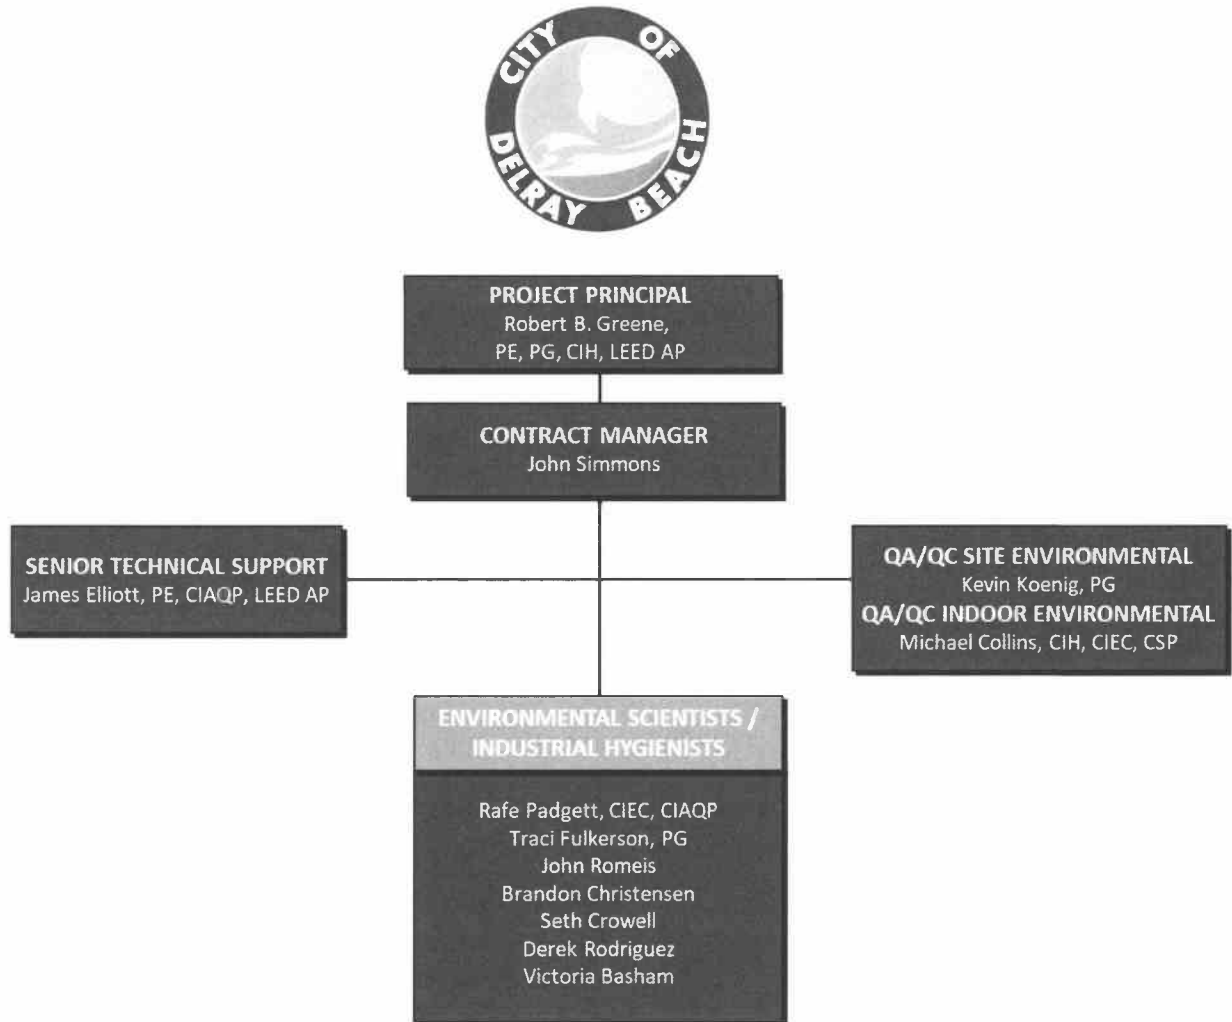 CITY OF
DELRAY BEACH
PROJECT PRINCIPAL
Robert B. Greene,
PE, PG, CIH, LEED AP
CONTRACT MANAGER
John Simmons
SENIOR TECHNICAL SUPPORT
James Elliott, PE, CIAQP, LEED AP
QA/QC SITE ENVIRONMENTAL
Kevin Koenig, PG
QA/QC INDOOR ENVIRONMENTAL
Michael Collins, CIH, CIEC, CSP
ENVIRONMENTAL SCIENTISTS /
INDUSTRIAL HYGIENISTS
Rafe Padgett, CIEC, CIAQP
Traci Fulkerson, PG
John Romeis
Brandon Christensen
Seth Crowell
Derek Rodriguez
Victoria Basham